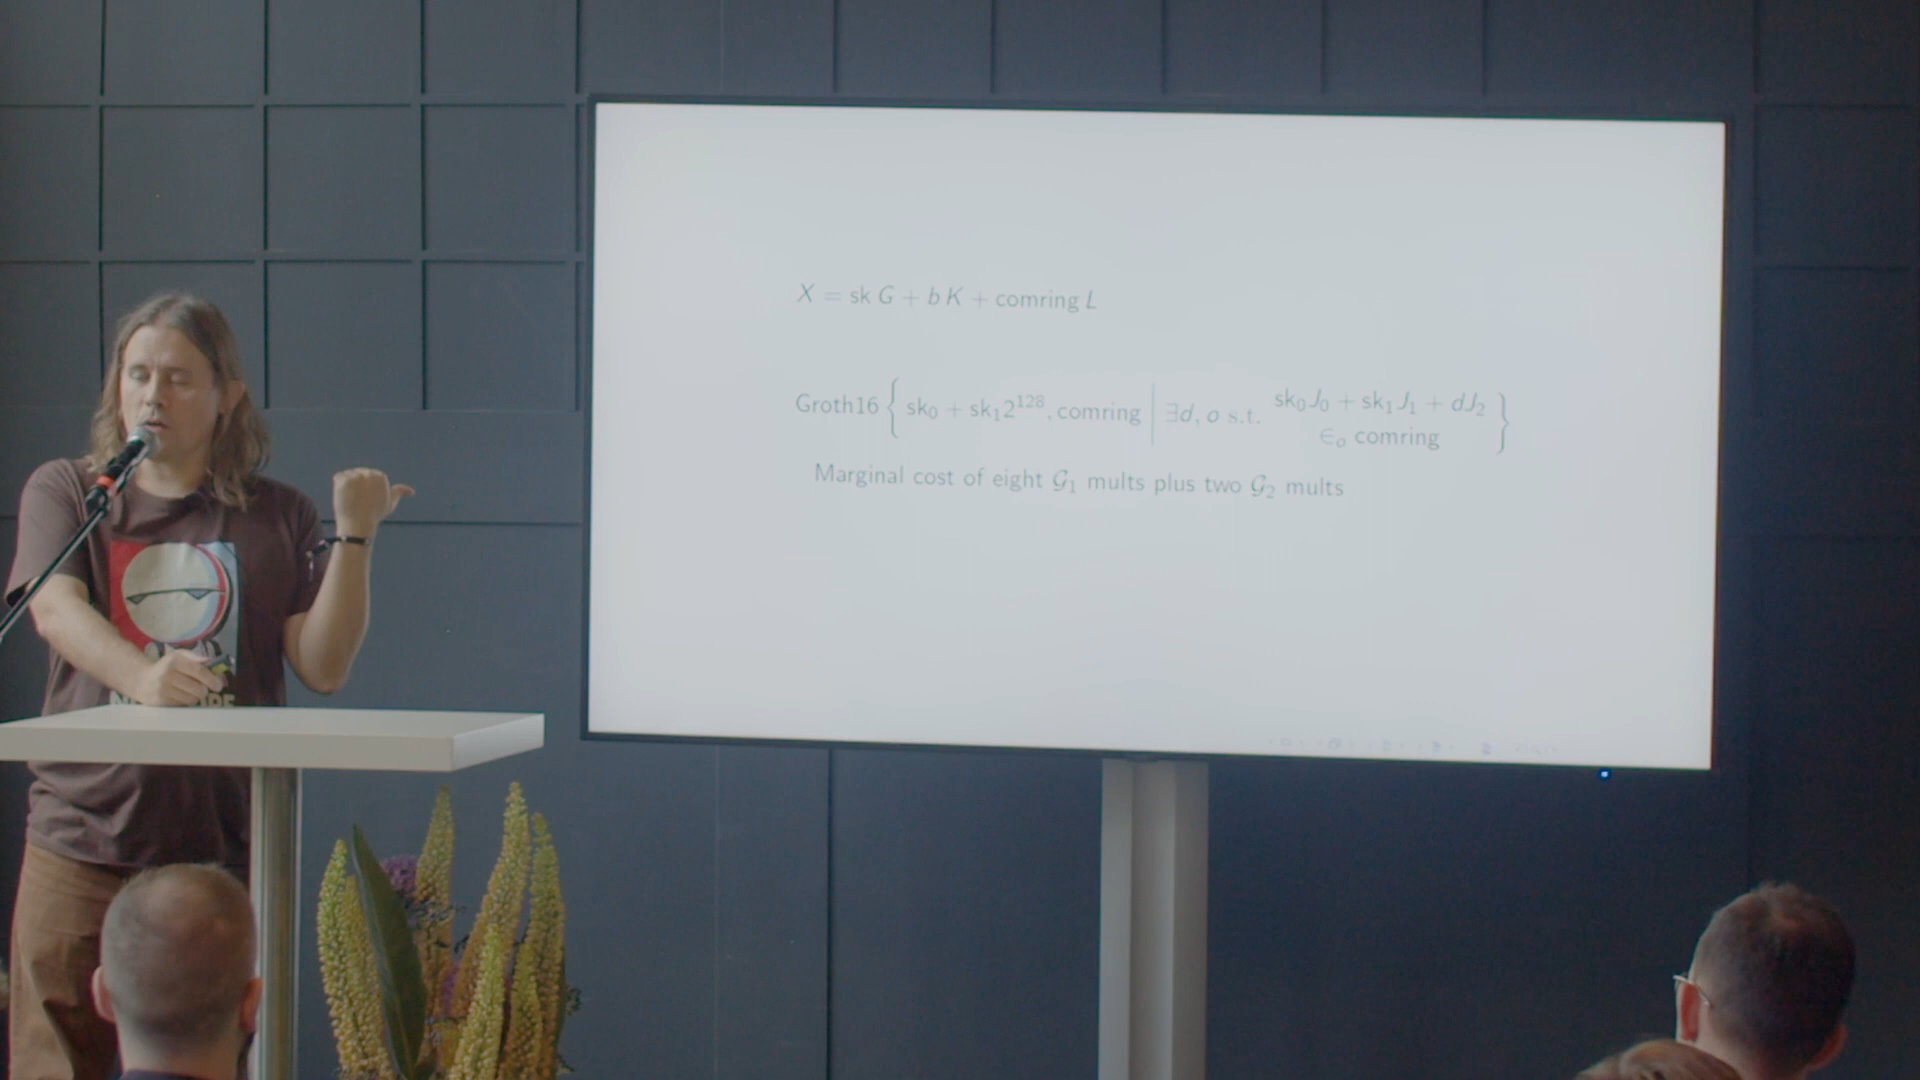 X = sk G + b K + comring L
Groth16 { sk₀ + sk₁2¹²⁸, comring | ∃d, o s.t. sk₀J₀ + sk₁J₁ + dJ₂
∈ₒ comring }
Marginal cost of eight 𝒢₁ mults plus two 𝒢₂ mults